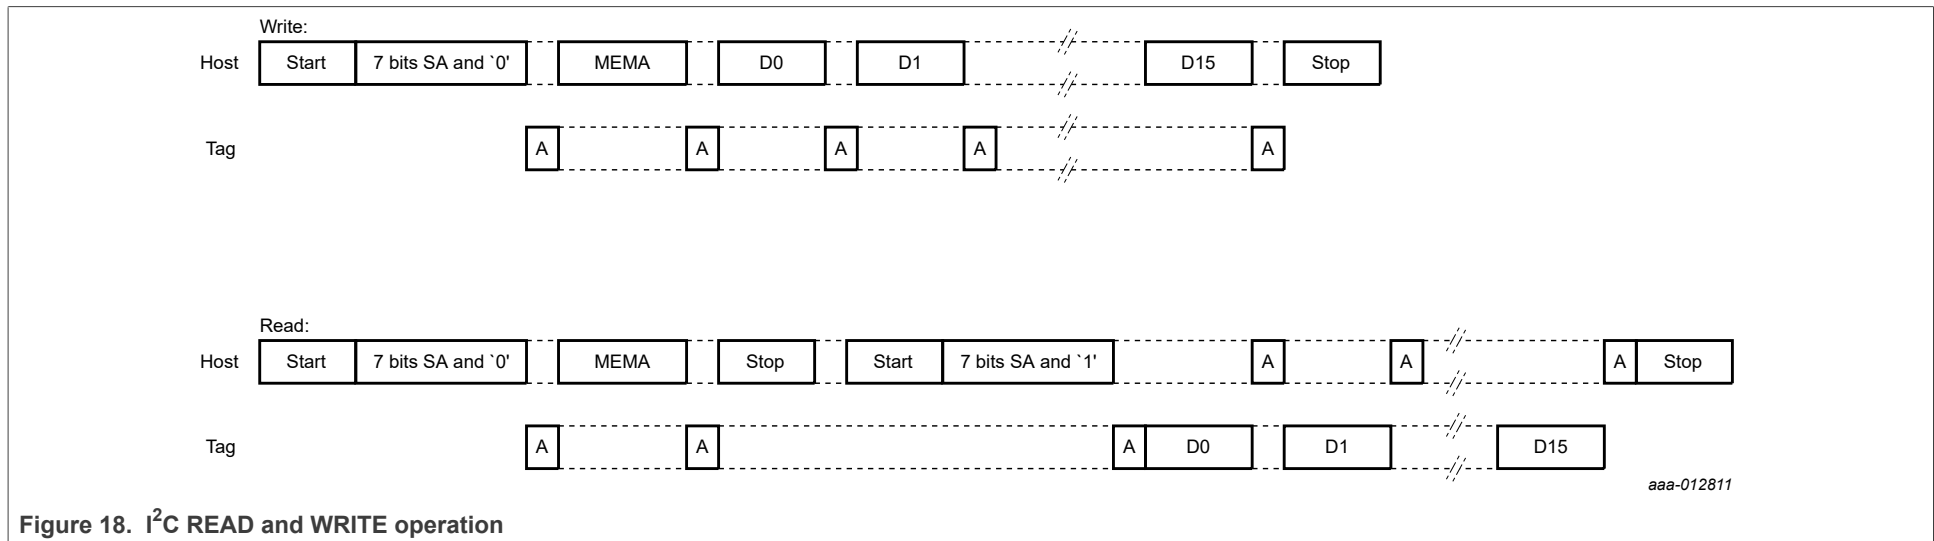 Write:
Host Start 7 bits SA and `0' MEMA D0 D1 D15 Stop
Tag A A A A A
Read:
Host Start 7 bits SA and `0' MEMA Stop Start 7 bits SA and `1' A A A Stop
Tag A A A D0 D1 D15
aaa-012811
Figure 18. I²C READ and WRITE operation